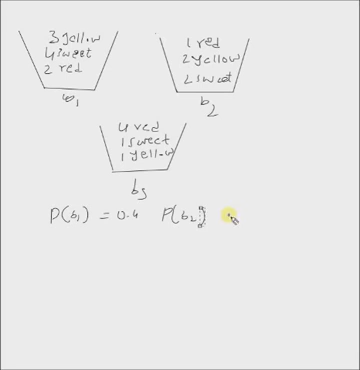 3 yellow
4 sweet
2 red
b1
1 red
2 yellow
2 sweet
b2
4 red
1 sweet
1 yellow
b3
P(b1) = 0.4 P(b2)